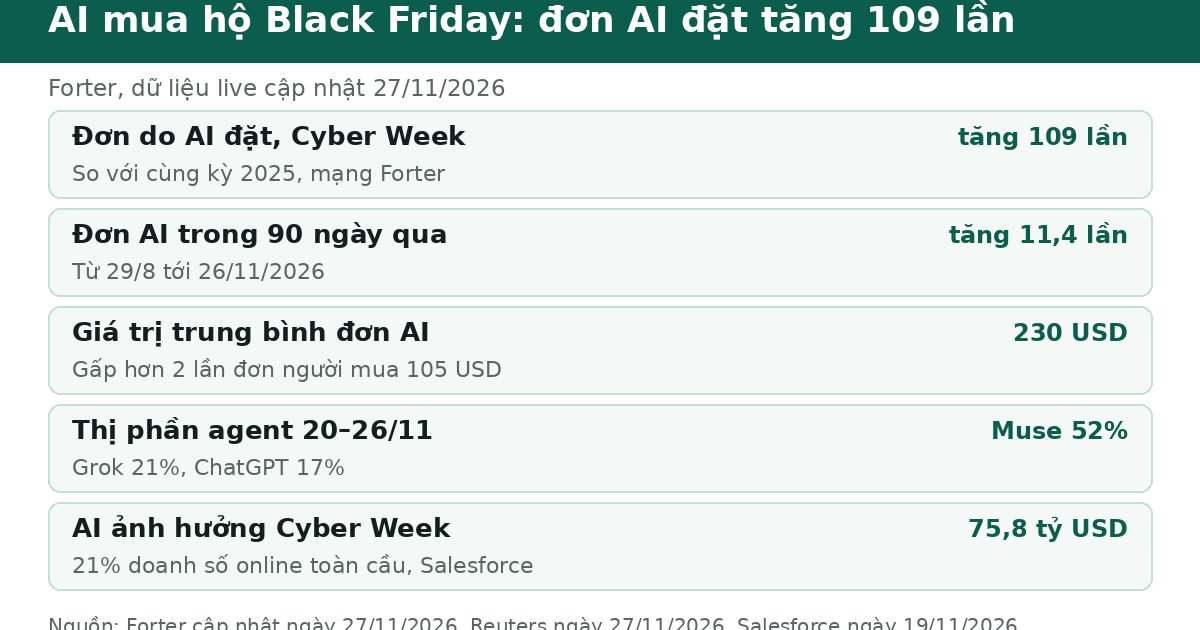 AI mua hộ Black Friday: đơn AI đặt tăng 109 lần
Forter, dữ liệu live cập nhật 27/11/2026
Đơn do AI đặt, Cyber Week
tăng 109 lần
So với cùng kỳ 2025, mạng Forter
Đơn AI trong 90 ngày qua
tăng 11,4 lần
Từ 29/8 tới 26/11/2026
Giá trị trung bình đơn AI
230 USD
Gấp hơn 2 lần đơn người mua 105 USD
Thị phần agent 20–26/11
Muse 52%
Grok 21%, ChatGPT 17%
AI ảnh hưởng Cyber Week
75,8 tỷ USD
21% doanh số online toàn cầu, Salesforce
Nguồn: Forter cập nhật ngày 27/11/2026, Reuters ngày 27/11/2026, Salesforce ngày 19/11/2026